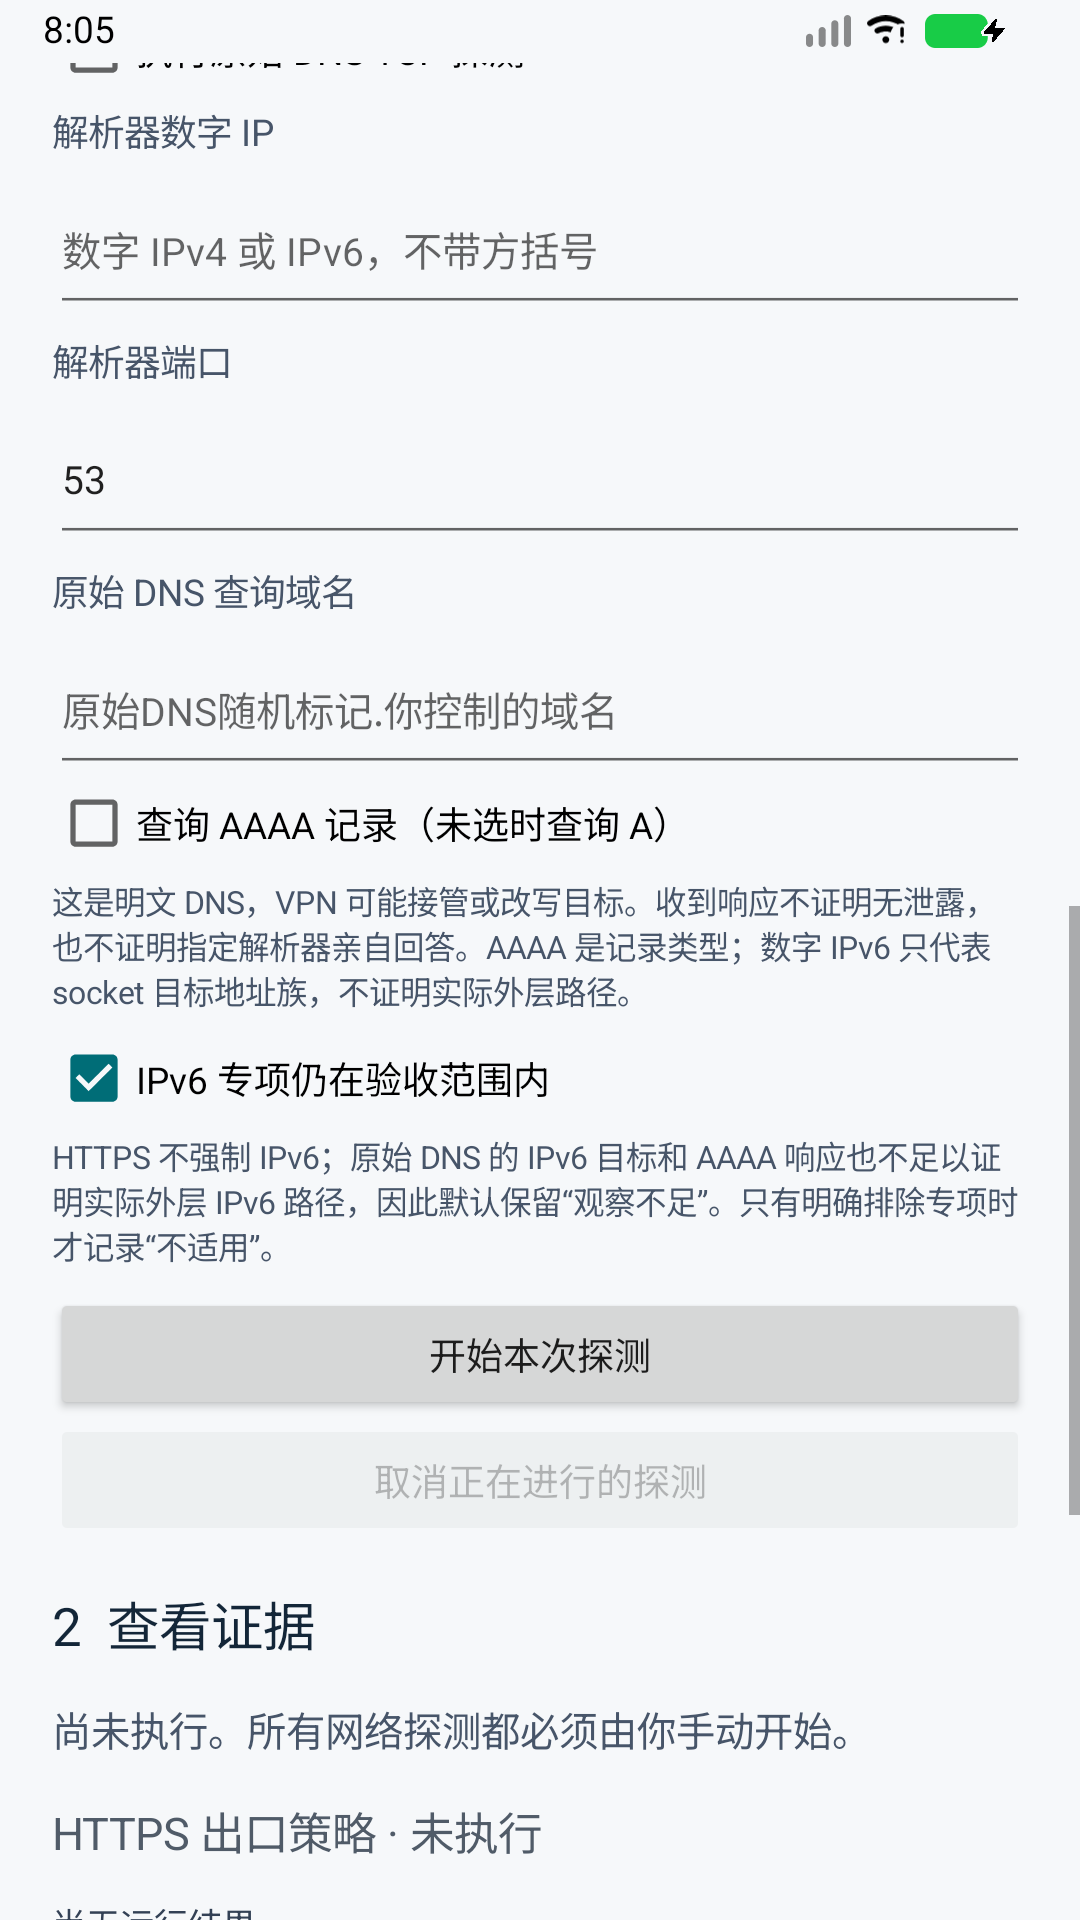 8:05
解析器数字 IP
数字 IPv4 或 IPv6，不带方括号
解析器端口
53
原始 DNS 查询域名
原始DNS随机标记.你控制的域名
查询 AAAA 记录（未选时查询 A）
这是明文 DNS，VPN 可能接管或改写目标。收到响应不证明无泄露，
也不证明指定解析器亲自回答。AAAA 是记录类型；数字 IPv6 只代表
socket 目标地址族，不证明实际外层路径。
IPv6 专项仍在验收范围内
HTTPS 不强制 IPv6；原始 DNS 的 IPv6 目标和 AAAA 响应也不足以证
明实际外层 IPv6 路径，因此默认保留“观察不足”。只有明确排除专项时
才记录“不适用”。
开始本次探测
取消正在进行的探测
2 查看证据
尚未执行。所有网络探测都必须由你手动开始。
HTTPS 出口策略 · 未执行